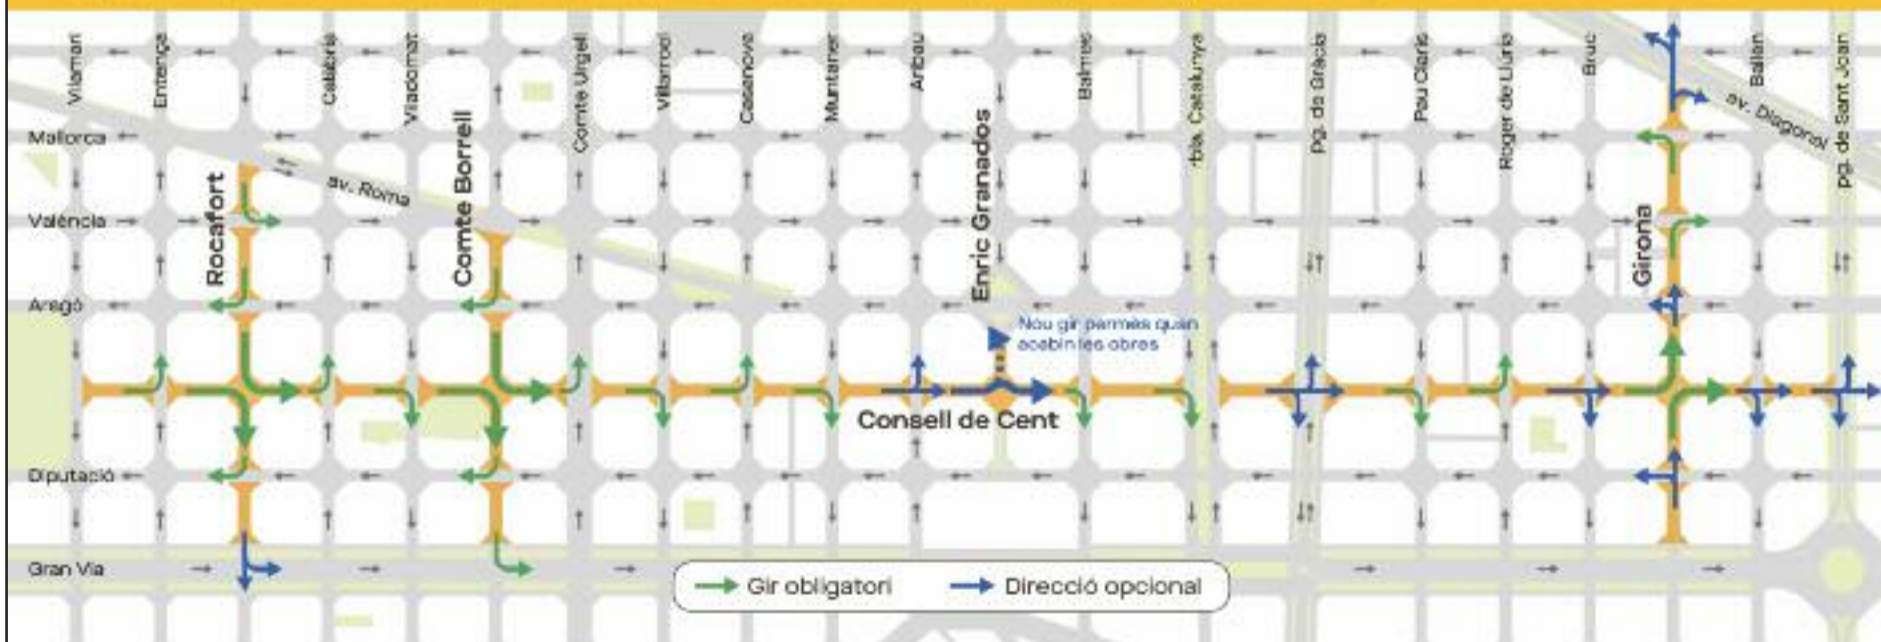 Vilamarí
Entença
Calàbria
Viladomat
Comte Urgell
Villarroel
Casanova
Muntaner
Aribau
Balmes
rbla. Catalunya
pg. de Gràcia
Pau Claris
Roger de Llúria
Bruc
Bailèn
pg. de Sant Joan
av. Diagonal
Mallorca
av. Roma
València
Rocafort
Comte Borrell
Enric Granados
Girona
Aragó
Nou gir permès quan
acabin les obres
Consell de Cent
Diputació
Gran Via
Gir obligatori
Direcció opcional